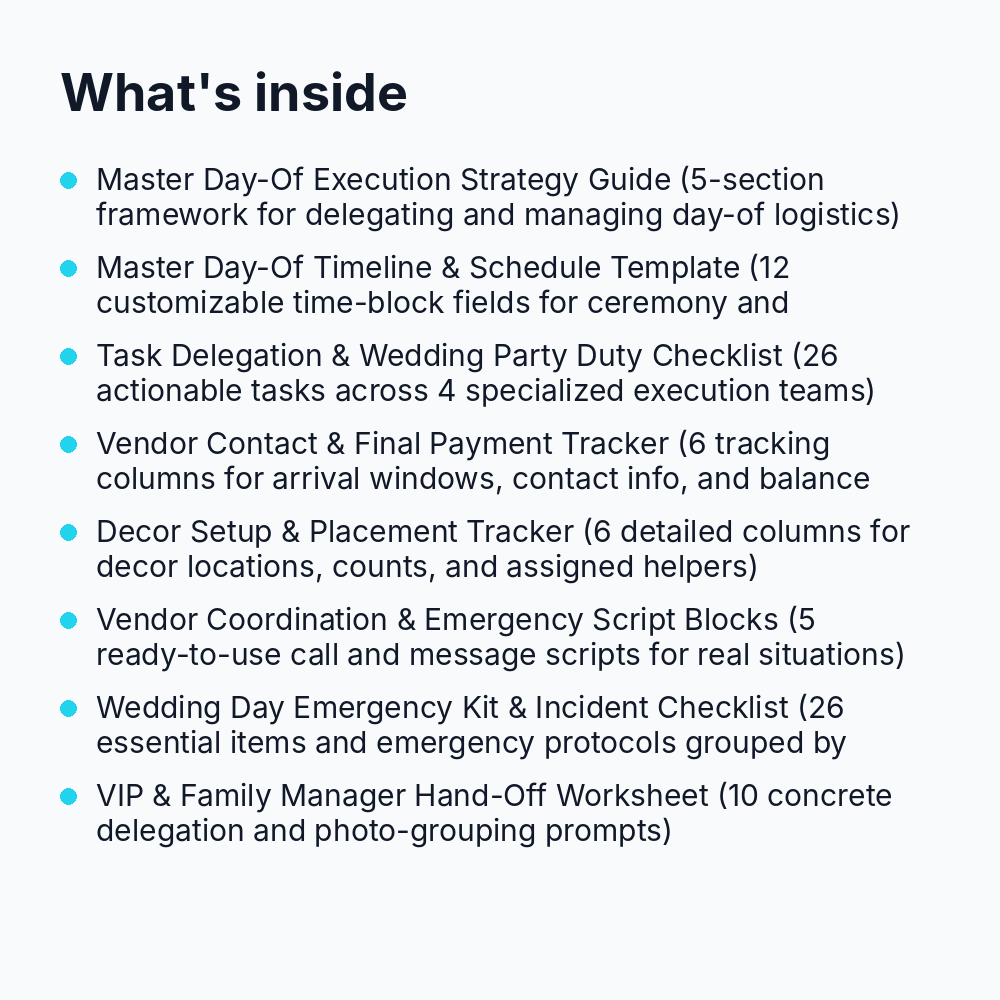 What's inside
Master Day-Of Execution Strategy Guide (5-section
framework for delegating and managing day-of logistics)
Master Day-Of Timeline & Schedule Template (12
customizable time-block fields for ceremony and
Task Delegation & Wedding Party Duty Checklist (26
actionable tasks across 4 specialized execution teams)
Vendor Contact & Final Payment Tracker (6 tracking
columns for arrival windows, contact info, and balance
Decor Setup & Placement Tracker (6 detailed columns for
decor locations, counts, and assigned helpers)
Vendor Coordination & Emergency Script Blocks (5
ready-to-use call and message scripts for real situations)
Wedding Day Emergency Kit & Incident Checklist (26
essential items and emergency protocols grouped by
VIP & Family Manager Hand-Off Worksheet (10 concrete
delegation and photo-grouping prompts)